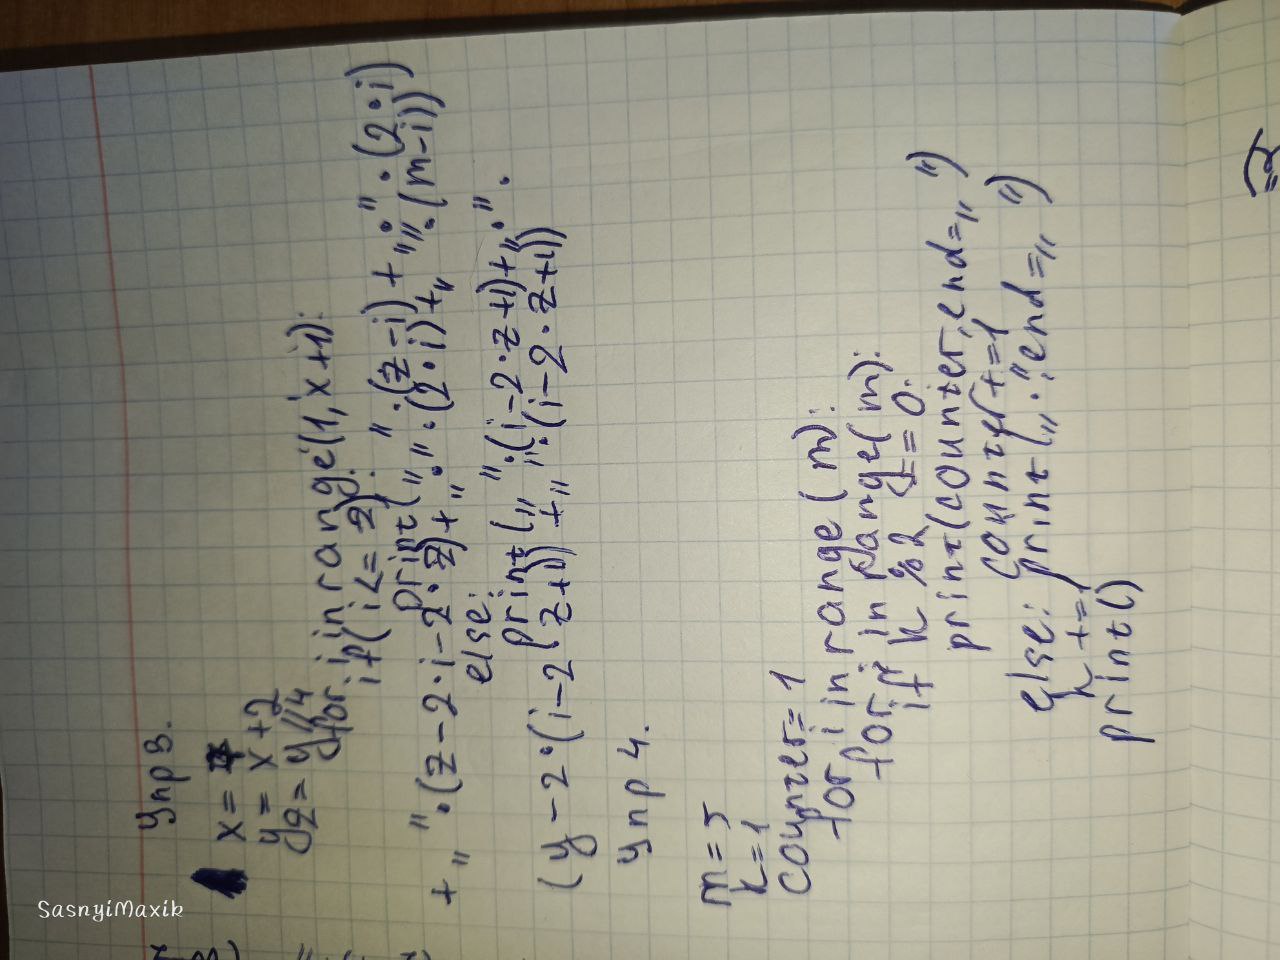 Упр 3.
x =
y = x + 2
z = y // 4
for i in range(1, x+1):
if(i <= z):
print(„ "·(z-i)+„·"·(2·i)
+„ "·(z-2·i-2·z)+„·"·(2·i)+„ "·(m-i))
else:
print(„ "·(i-2·z+1)+„·"·
(y-2·(i-2 z+1))+„ "·(i-2·z+1))
Упр 4.
m = 5
k = 1
counter = 1
for i in range (m):
for in range(m):
if k %2 == 0:
print(counter, end=„ ")
counter += 1
else: print(„·" end=„ ")
k +=1
print()
SasnyiMaxik